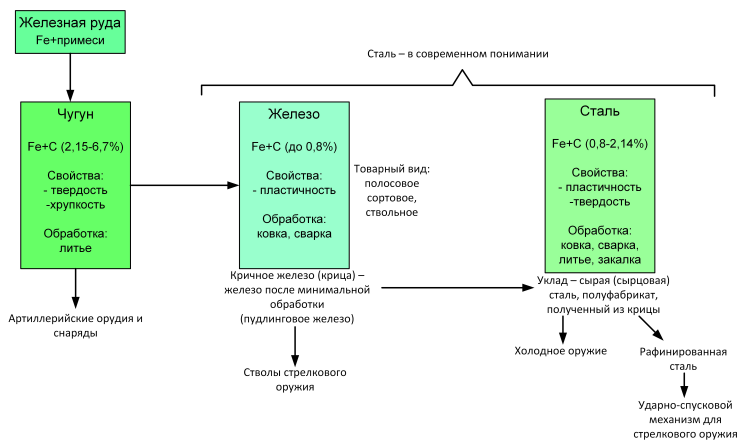 Железная руда
Fe+примеси
Сталь – в современном понимании
Чугун
Fe+C (2,15-6,7%)
Свойства:
- твердость
-хрупкость
Обработка:
литье
Железо
Fe+C (до 0,8%)
Свойства:
- пластичность
Обработка:
ковка, сварка
Товарный вид:
полосовое
сортовое,
ствольное
Сталь
Fe+C (0,8-2,14%)
Свойства:
- пластичность
-твердость
Обработка:
ковка, сварка,
литье, закалка
Кричное железо (крица) –
железо после минимальной
обработки
(пудлинговое железо)
Уклад – сырая (сырцовая)
сталь, полуфабрикат,
полученный из крицы
Артиллерийские орудия и
снаряды
Стволы стрелкового
оружия
Холодное оружие
Рафинированная
сталь
Ударно-спусковой
механизм для
стрелкового оружия